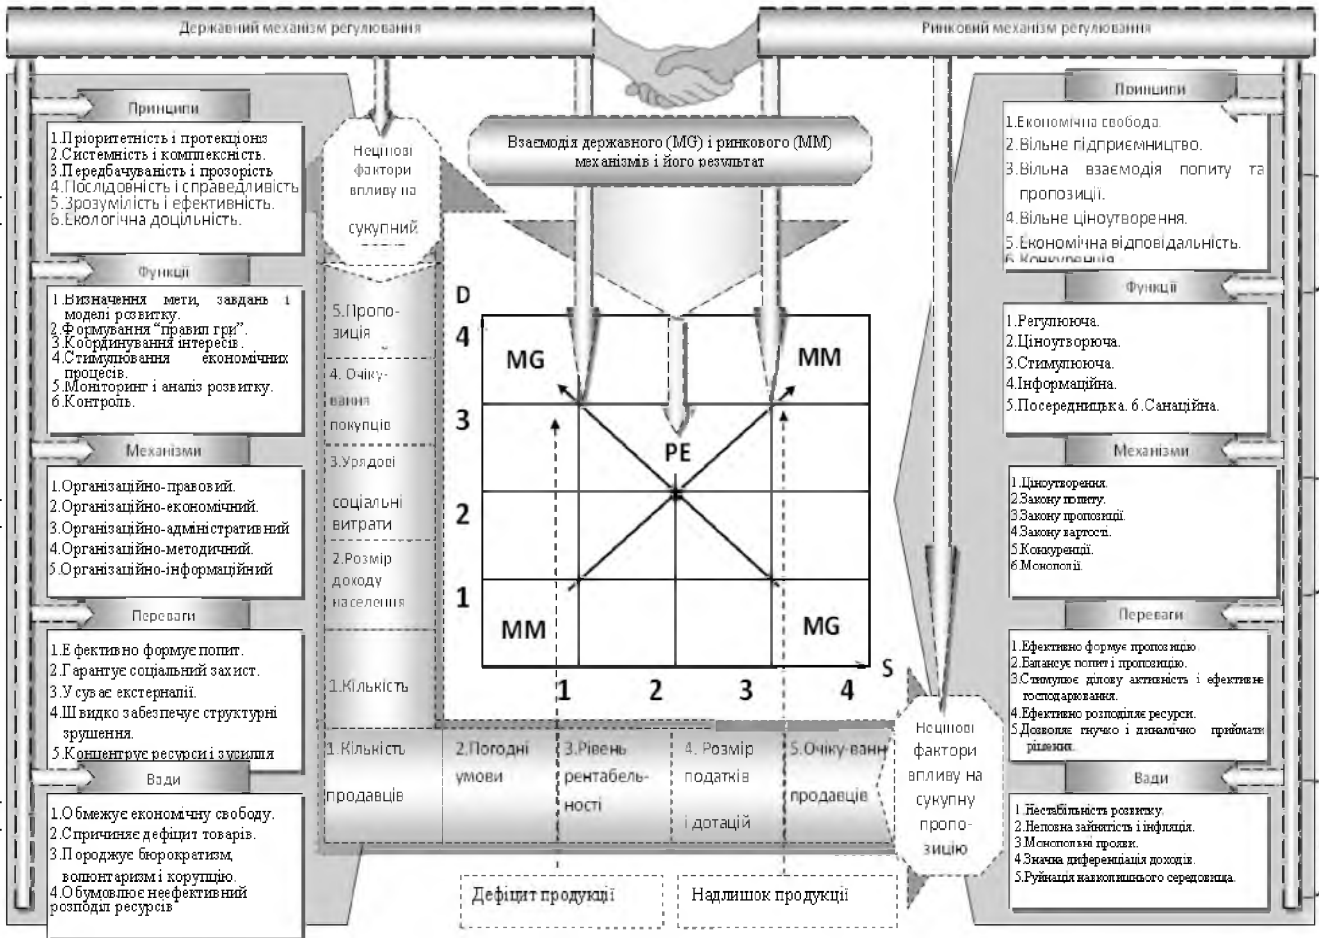 Державний механізм регулювання
Ринковий механізм регулювання
Принципи
1.Пріоритетність і протекціоніз
2.Системність і комплексність.
3.Передбачуваність і прозорість
4.Послідовність і справедливість
5.Зрозумілість і ефективність.
6.Екологічна доцільність.
Функції
1.Визначення мети, завдань і
моделі розвитку.
2.Формування “правил гри”.
3.Координування інтересів.
4.Стимулювання економічних
процесів.
5.Моніторинг і аналіз розвитку.
6.Контроль.
Механізми
1.Організаційно-правовий.
2.Організаційно-економічний.
3.Організаційно-адміністративний
4.Організаційно-методичний.
5.Організаційно-інформаційний
Переваги
1.Ефективно формує попит.
2.Гарантує соціальний захист.
3.Усуває екстерналії.
4.Швидко забезпечує структурні
зрушення.
5.Концентрує ресурси і зусилля
Вади
1.Обмежує економічну свободу.
2.Спричиняє дефіцит товарів.
3.Породжує бюрократизм,
волюнтаризм і корупцію.
4.Обумовлює неефективний
розподіл ресурсів
Нецінові
фактори
впливу на
сукупний
5.Пропо-
зиція
4. Очіку-
вання
покупців
3.Урядові
соціальні
витрати
2.Розмір
доходу
населення
1.Кількість
Взаємодія державного (MG) і ринкового (MM)
механізмів і його результат
D
4
MG
MM
3
PE
2
1
MM
MG
S
1
2
3
4
1.Кількість
продавців
2.Погодні
умови
3.Рівень
рентабель-
ності
4. Розмір
податків
і дотацій
5.Очіку-ванн
продавців
Нецінові
фактори
впливу на
сукупну
пропо-
зицію
Дефіцит продукції
Надлишок продукції
Принципи
1.Економічна свобода.
2.Вільне підприємництво.
3.Вільна взаємодія попиту та
пропозиції.
4.Вільне ціноутворення.
5.Економічна відповідальність.
6.Конкуренція
Функції
1.Регулююча.
2.Ціноутворююча.
3.Стимулююча.
4.Інформаційна.
5.Посередницька. 6.Санаційна.
Механізми
1.Ціноутворення.
2.Закону попиту.
3.Закону пропозиції.
4.Закону вартості.
5.Конкуренції.
6.Монополії.
Переваги
1.Ефективно формує пропозицію
2.Балансує попит і пропозицію.
3.Стимулює ділову активність і ефективне
господарювання.
4.Ефективно розподіляє ресурси.
5.Дозволяє гнучко і динамічно приймати
рішення.
Вади
1.Нестабільність розвитку.
2.Неповна зайнятість і інфляція.
3.Монопольні прояви.
4.Значна диференціація доходів.
5.Руйнація навколишнього середовища.